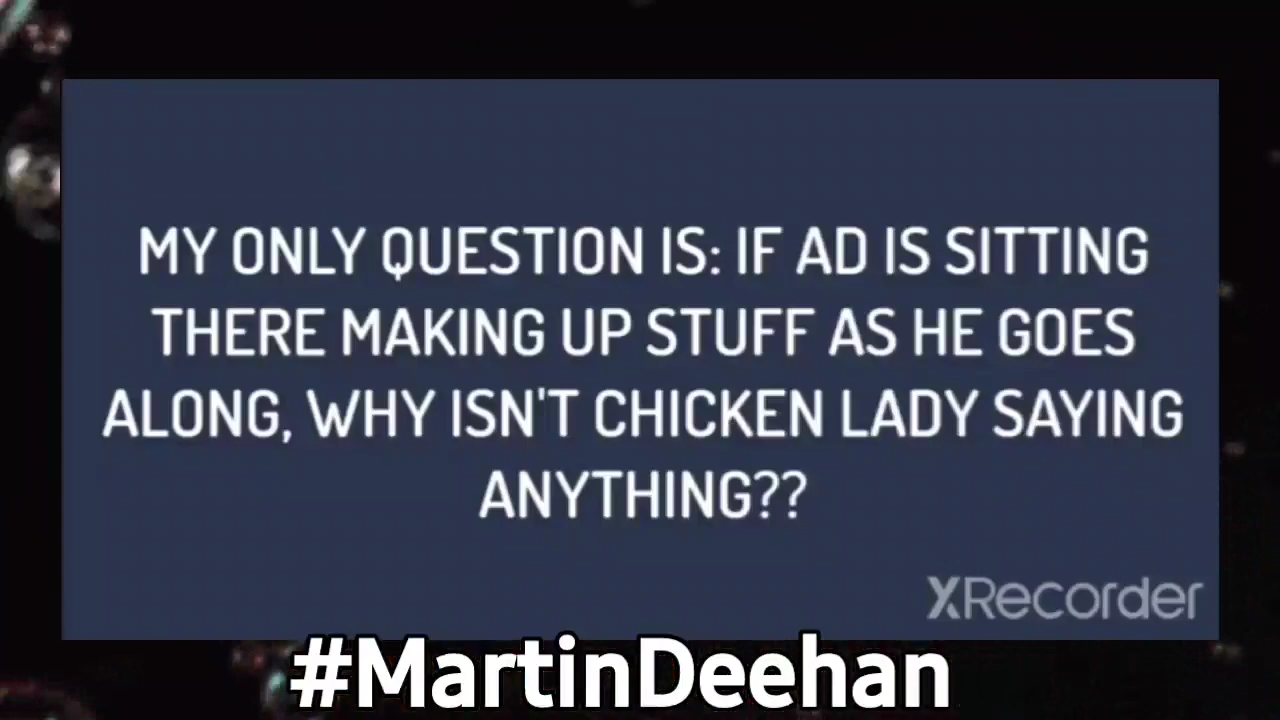 MY ONLY QUESTION IS: IF AD IS SITTING
THERE MAKING UP STUFF AS HE GOES
ALONG, WHY ISN'T CHICKEN LADY SAYING
ANYTHING??
XRecorder
#MartinDeehan